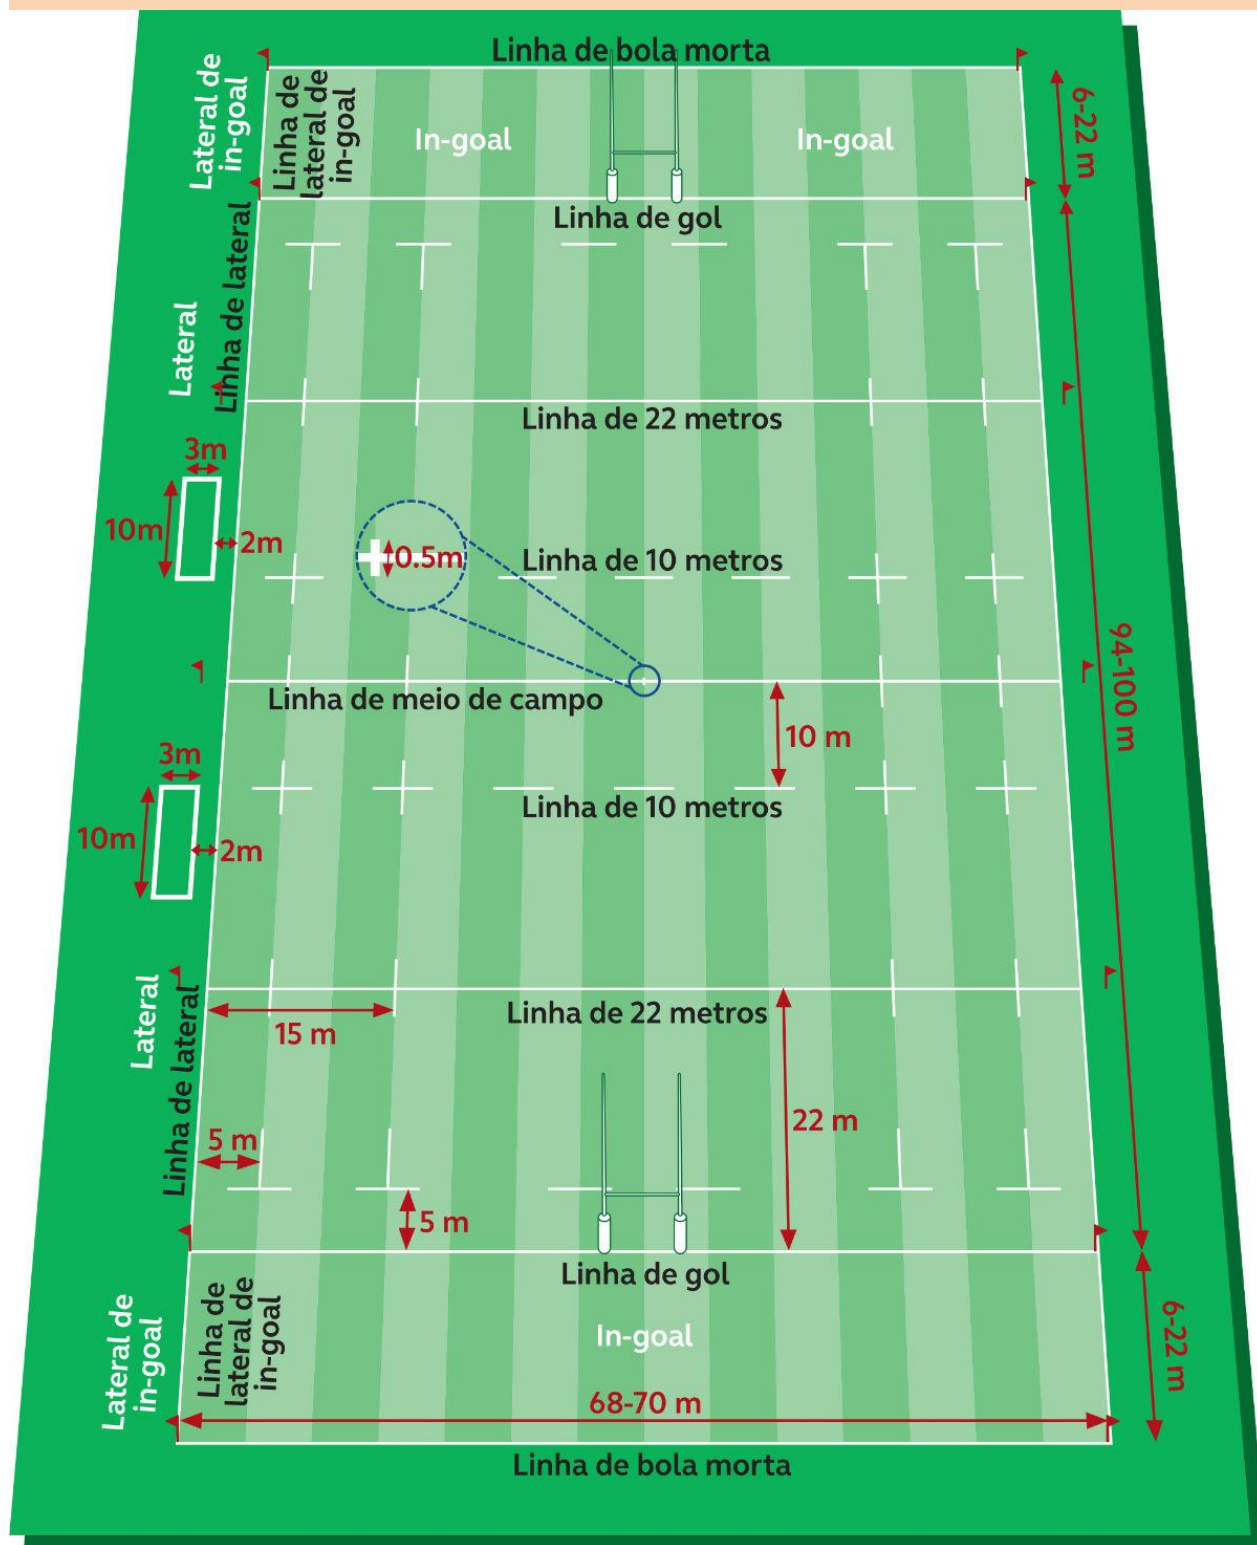 Linha de bola morta
Lateral de
in-goal
Linha de
lateral de
in-goal
In-goal
In-goal
6-22 m
Linha de gol
Linha de lateral
Lateral
Linha de 22 metros
3m
10m
2m
0.5m
Linha de 10 metros
94-100 m
Linha de meio de campo
10 m
3m
10m
2m
Linha de 10 metros
Lateral
Linha de lateral
15 m
Linha de 22 metros
22 m
5 m
5 m
Linha de gol
Lateral de
in-goal
Linha de
lateral de
in-goal
In-goal
6-22 m
68-70 m
Linha de bola morta